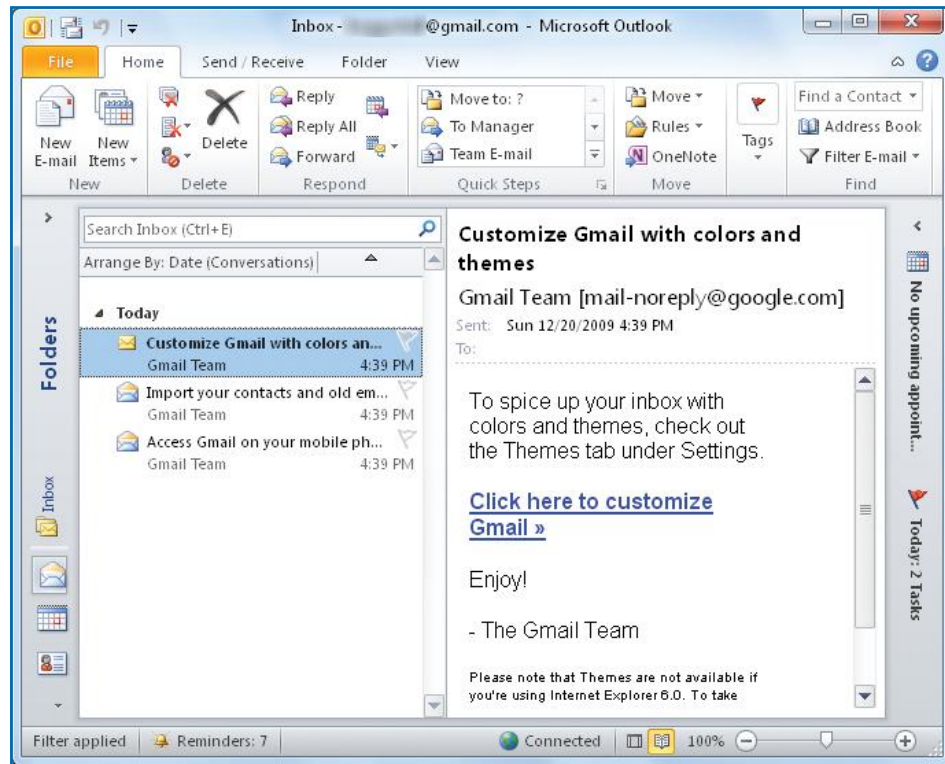 Inbox - @gmail.com - Microsoft Outlook
File Home Send / Receive Folder View
New E-mail
New Items
Delete
Reply
Reply All
Forward
Move to: ?
To Manager
Team E-mail
Move
Rules
OneNote
Tags
Find a Contact
Address Book
Filter E-mail
New Delete Respond Quick Steps Move Find
Folders
Inbox
Search Inbox (Ctrl+E)
Arrange By: Date (Conversations)
Today
Customize Gmail with colors an...
Gmail Team 4:39 PM
Import your contacts and old em...
Gmail Team 4:39 PM
Access Gmail on your mobile ph...
Gmail Team 4:39 PM
Customize Gmail with colors and
themes
Gmail Team [mail-noreply@google.com]
Sent: Sun 12/20/2009 4:39 PM
To:
To spice up your inbox with
colors and themes, check out
the Themes tab under Settings.
Click here to customize
Gmail »
Enjoy!
- The Gmail Team
Please note that Themes are not available if
you're using Internet Explorer 6.0. To take
No upcoming appoint...
Today: 2 Tasks
Filter applied Reminders: 7 Connected 100%